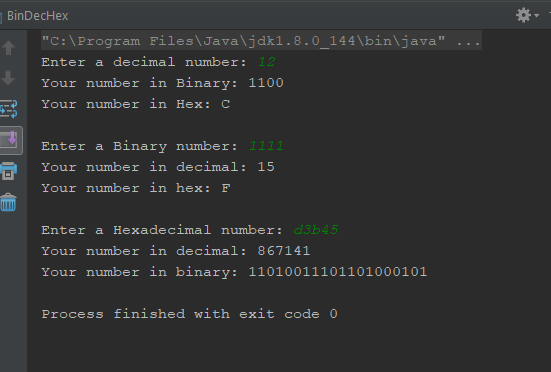 BinDecHex
"C:\Program Files\Java\jdk1.8.0_144\bin\java" ...
Enter a decimal number: 12
Your number in Binary: 1100
Your number in Hex: C
Enter a Binary number: 1111
Your number in decimal: 15
Your number in hex: F
Enter a Hexadecimal number: d3b45
Your number in decimal: 867141
Your number in binary: 11010011101101000101
Process finished with exit code 0